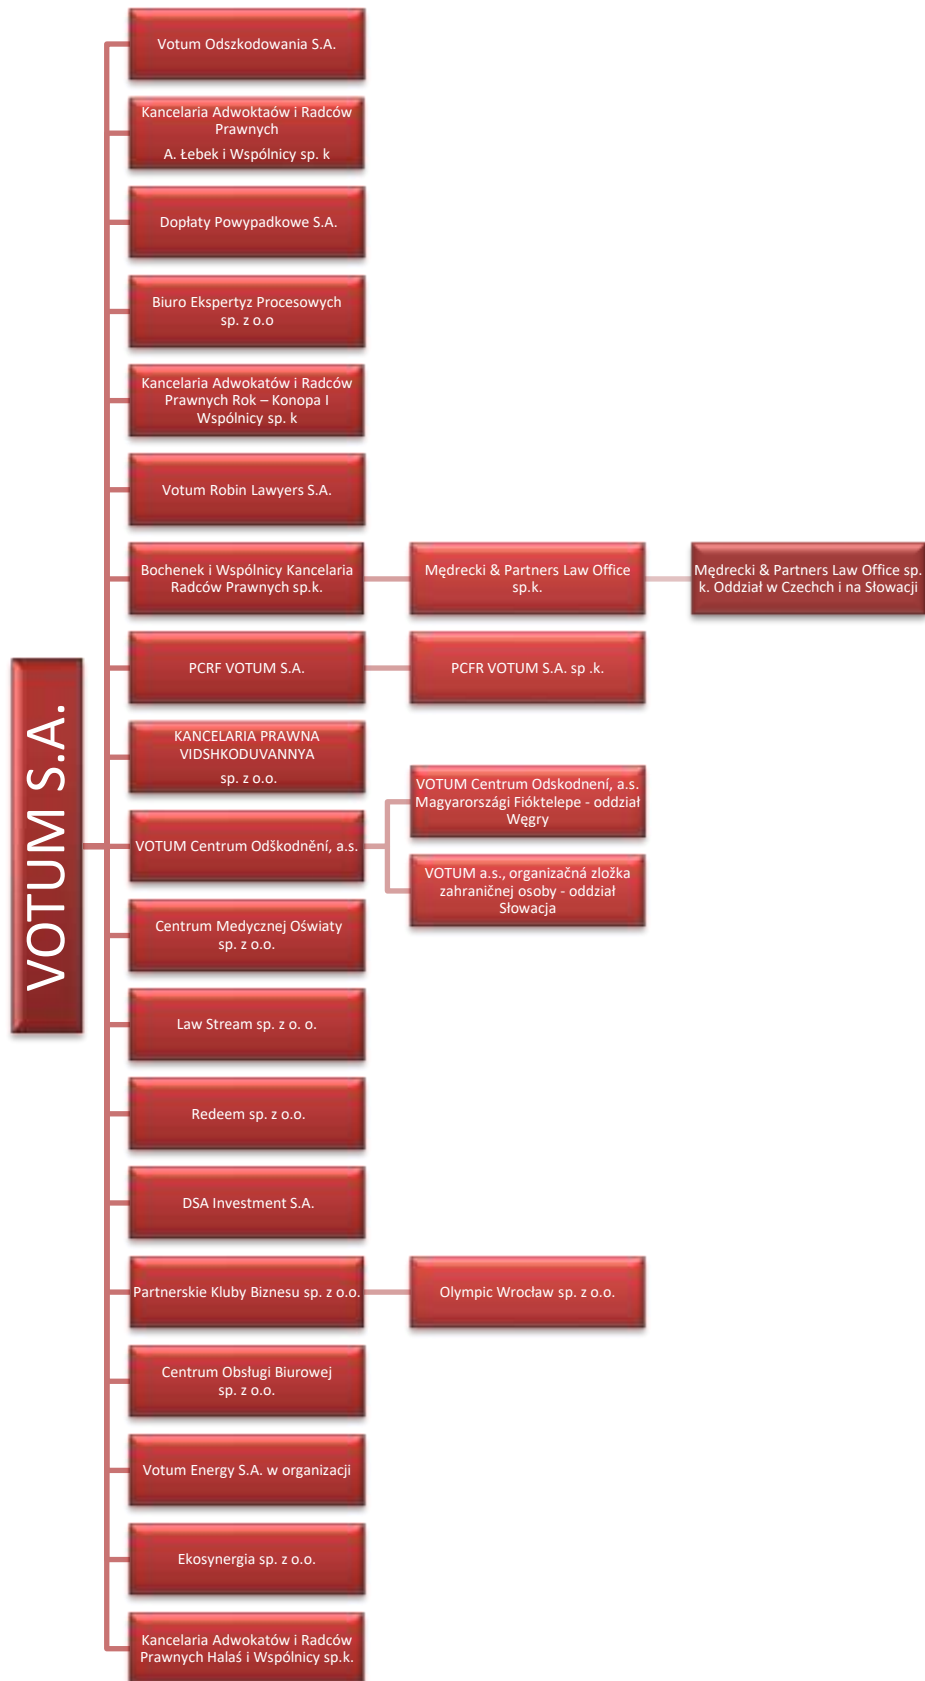 VOTUM S.A.
Votum Odszkodowania S.A.
Kancelaria Adwoktaów i Radców
Prawnych
A. Łebek i Wspólnicy sp. k
Dopłaty Powypadkowe S.A.
Biuro Ekspertyz Procesowych
sp. z o.o
Kancelaria Adwokatów i Radców
Prawnych Rok – Konopa I
Wspólnicy sp. k
Votum Robin Lawyers S.A.
Bochenek i Wspólnicy Kancelaria
Radców Prawnych sp.k.
Mędrecki & Partners Law Office
sp.k.
Mędrecki & Partners Law Office sp.
k. Oddział w Czechch i na Słowacji
PCRF VOTUM S.A.
PCFR VOTUM S.A. sp .k.
KANCELARIA PRAWNA
VIDSHKODUVANNYA
sp. z o.o.
VOTUM Centrum Odškodnění, a.s.
VOTUM Centrum Odskodnení, a.s.
Magyarországi Fióktelepe - oddział
Węgry
VOTUM a.s., organizačná zložka
zahraničnej osoby - oddział
Słowacja
Centrum Medycznej Oświaty
sp. z o.o.
Law Stream sp. z o. o.
Redeem sp. z o.o.
DSA Investment S.A.
Partnerskie Kluby Biznesu sp. z o.o.
Olympic Wrocław sp. z o.o.
Centrum Obsługi Biurowej
sp. z o.o.
Votum Energy S.A. w organizacji
Ekosynergia sp. z o.o.
Kancelaria Adwokatów i Radców
Prawnych Halaś i Wspólnicy sp.k.